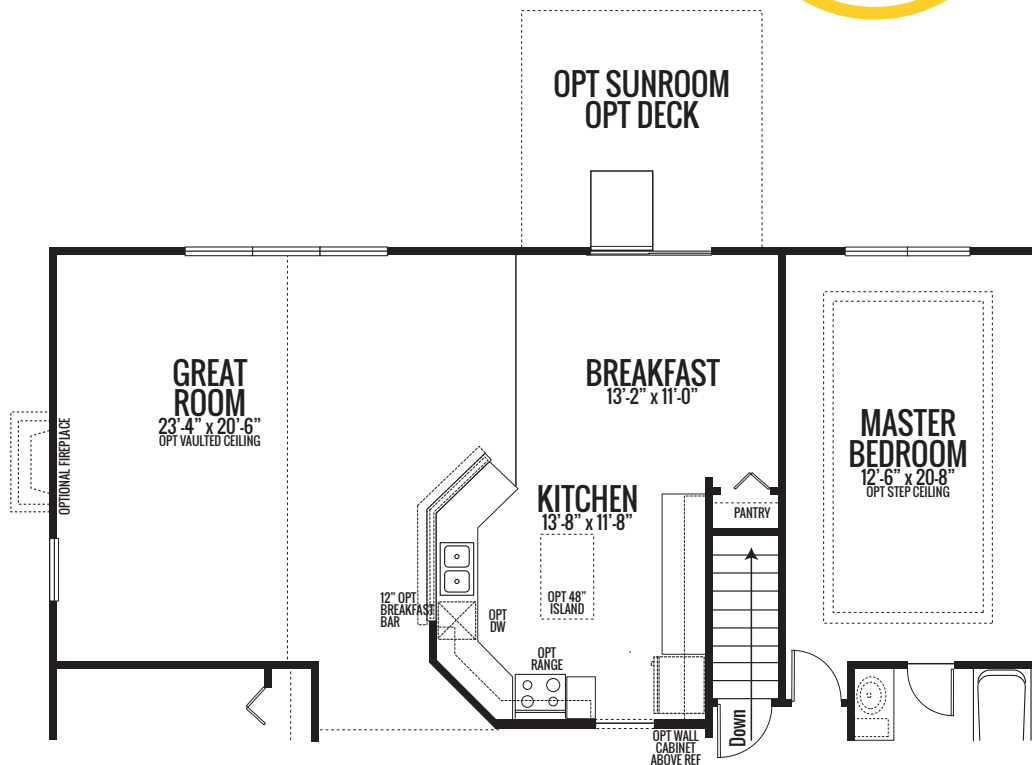 OPT SUNROOM
OPT DECK
GREAT
ROOM
23'-4" x 20'-6"
OPT VAULTED CEILING
OPTIONAL FIREPLACE
BREAKFAST
13'-2" x 11'-0"
MASTER
BEDROOM
12'-6" x 20-8"
OPT STEP CEILING
KITCHEN
13'-8" x 11'-8"
PANTRY
12" OPT
BREAKFAST
BAR
OPT
DW
OPT 48"
ISLAND
OPT
RANGE
OPT WALL
CABINET
ABOVE REF
Down